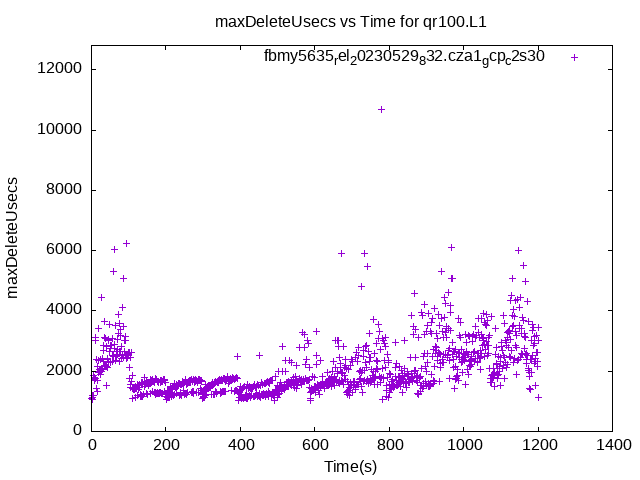 maxDeleteUsecs vs Time for qr100.L1
fbmy5635rel20230529832.cza1gcpc2s30
12000
10000
8000
6000
4000
2000
0
maxDeleteUsecs
0 200 400 600 800 1000 1200 1400
Time(s)